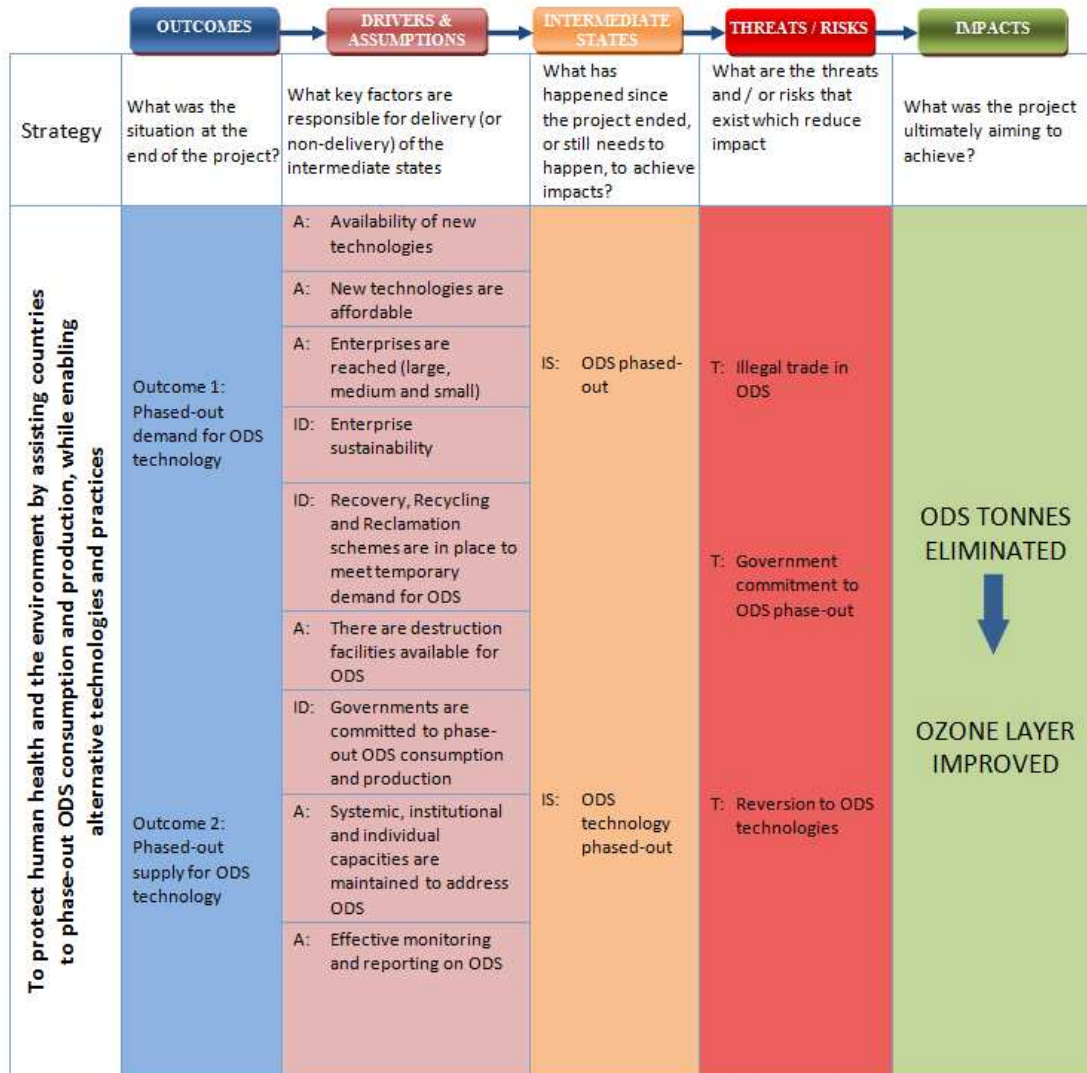 OUTCOMES
DRIVERS &
ASSUMPTIONS
INTERMEDIATE
STATES
THREATS / RISKS
IMPACTS
Strategy
What was the
situation at the
end of the project?
What key factors are
responsible for delivery (or
non-delivery) of the
intermediate states
What has
happened since
the project ended,
or still needs to
happen, to achieve
impacts?
What are the threats
and / or risks that
exist which reduce
impact
What was the project
ultimately aiming to
achieve?
To protect human health and the environment by assisting countries
to phase-out ODS consumption and production, while enabling
alternative technologies and practices
Outcome 1:
Phased-out
demand for ODS
technology
Outcome 2:
Phased-out
supply for ODS
technology
A: Availability of new
technologies
A: New technologies are
affordable
A: Enterprises are
reached (large,
medium and small)
ID: Enterprise
sustainability
ID: Recovery, Recycling
and Reclamation
schemes are in place to
meet temporary
demand for ODS
A: There are destruction
facilities available for
ODS
ID: Governments are
committed to phase-
out ODS consumption
and production
A: Systemic, institutional
and individual
capacities are
maintained to address
ODS
A: Effective monitoring
and reporting on ODS
IS: ODS phased-
out
IS: ODS
technology
phased-out
T: Illegal trade in
ODS
T: Government
commitment to
ODS phase-out
T: Reversion to ODS
technologies
ODS TONNES
ELIMINATED
OZONE LAYER
IMPROVED